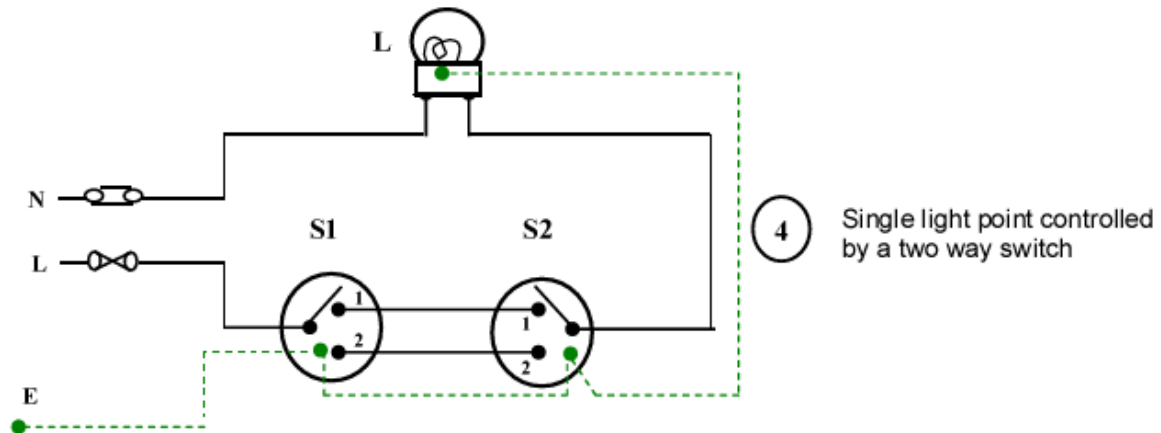 L
N
S1
S2
4
Single light point controlled
by a two way switch
L
1
1
2
2
E